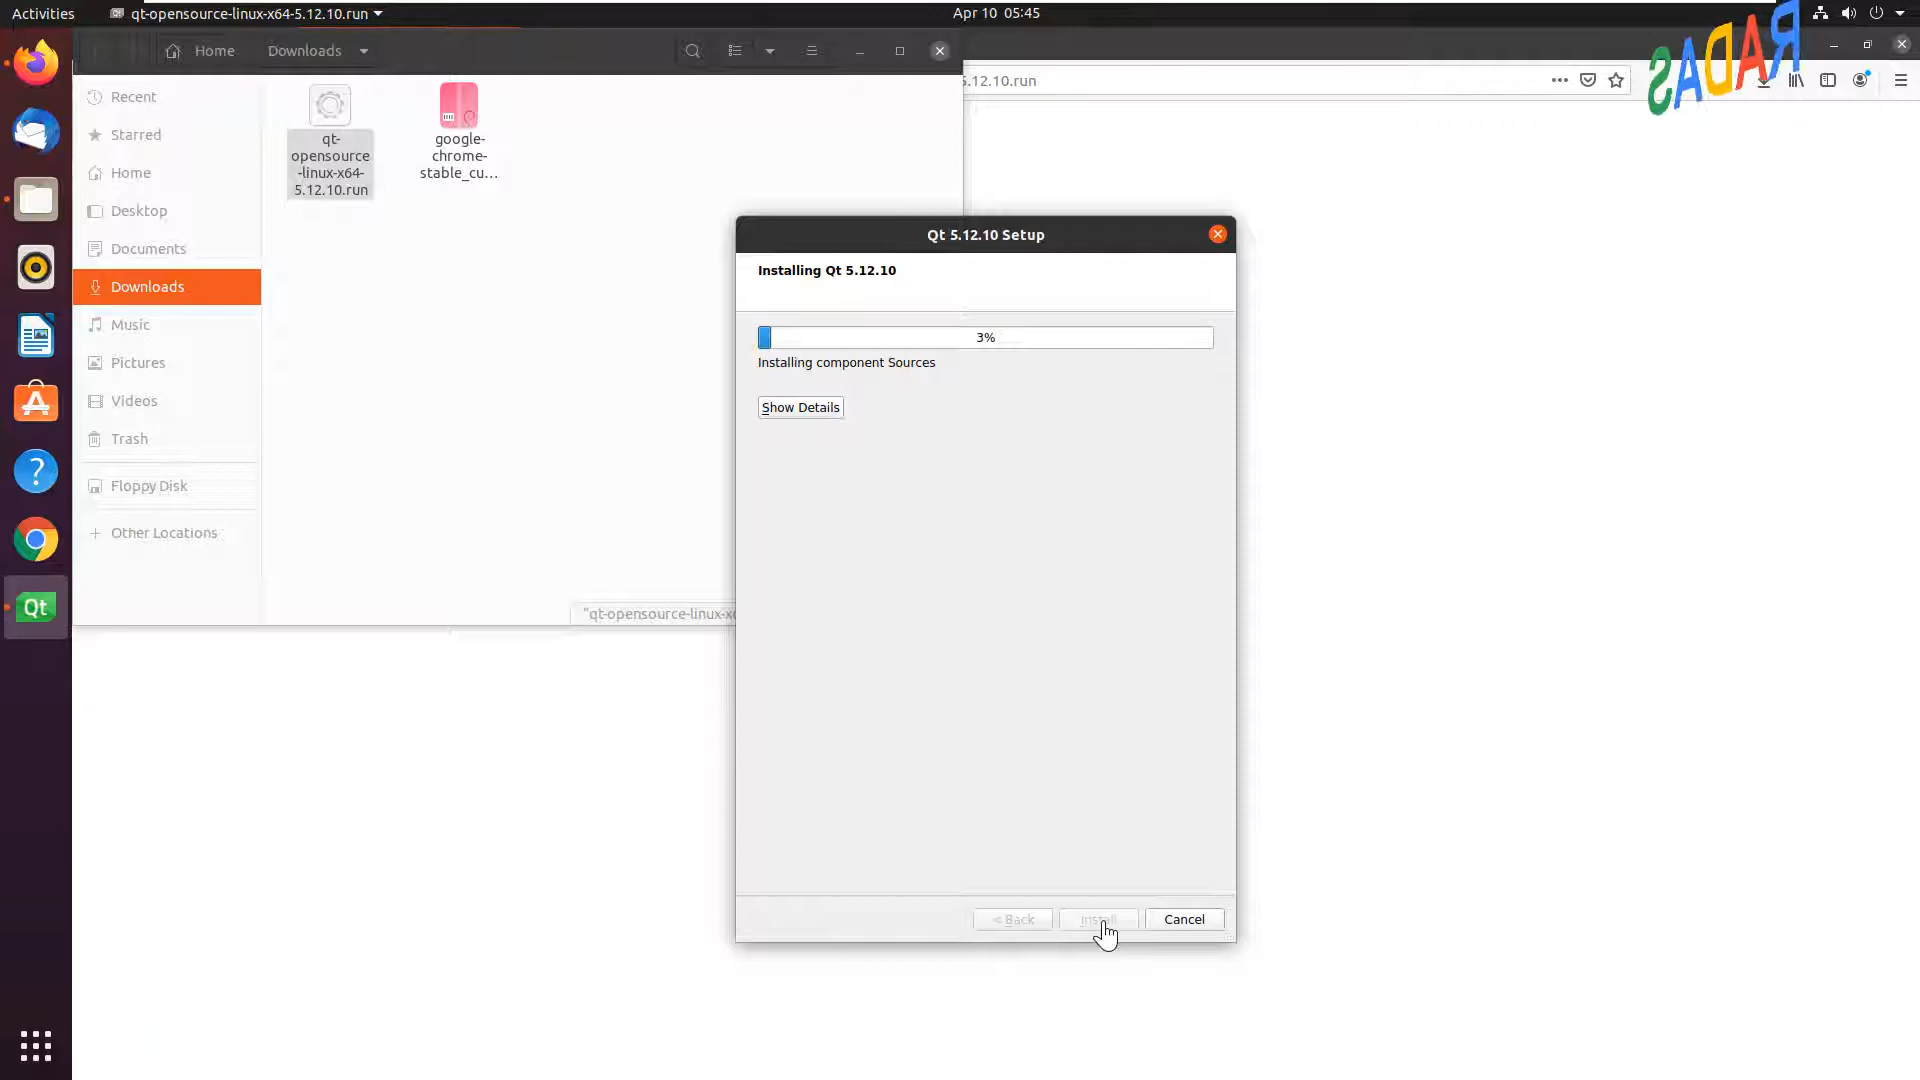 Activities
qt-opensource-linux-x64-5.12.10.run
Apr 10 05:45
Home
Downloads
5.12.10.run
RADAS
Recent
Starred
Home
Desktop
Documents
Downloads
Music
Pictures
Videos
Trash
Floppy Disk
Other Locations
qt-
opensource
-linux-x64-
5.12.10.run
google-
chrome-
stable_cu...
"qt-opensource-linux-x
Qt
Qt 5.12.10 Setup
Installing Qt 5.12.10
3%
Installing component Sources
Show Details
< Back
Install
Cancel